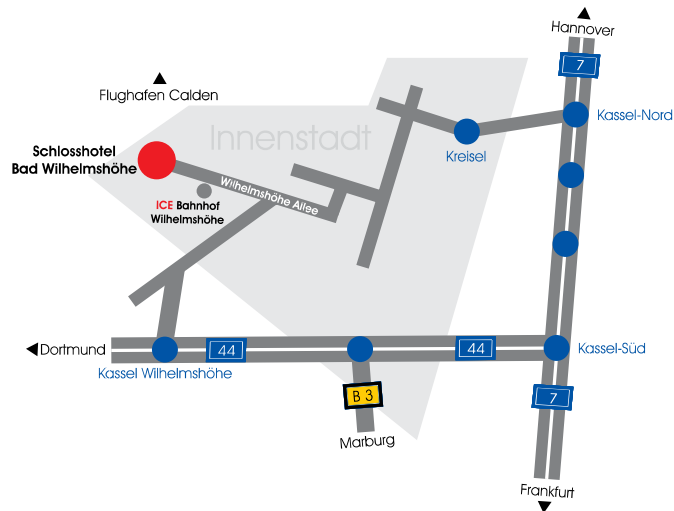 Hannover
7
Flughafen Calden
Kassel-Nord
Innenstadt
Schlosshotel
Bad Wilhelmshöhe
Kreisel
Wilhelmshöhe Allee
ICE Bahnhof
Wilhelmshöhe
Dortmund
44
44
Kassel-Süd
Kassel Wilhelmshöhe
B 3
7
Marburg
Frankfurt